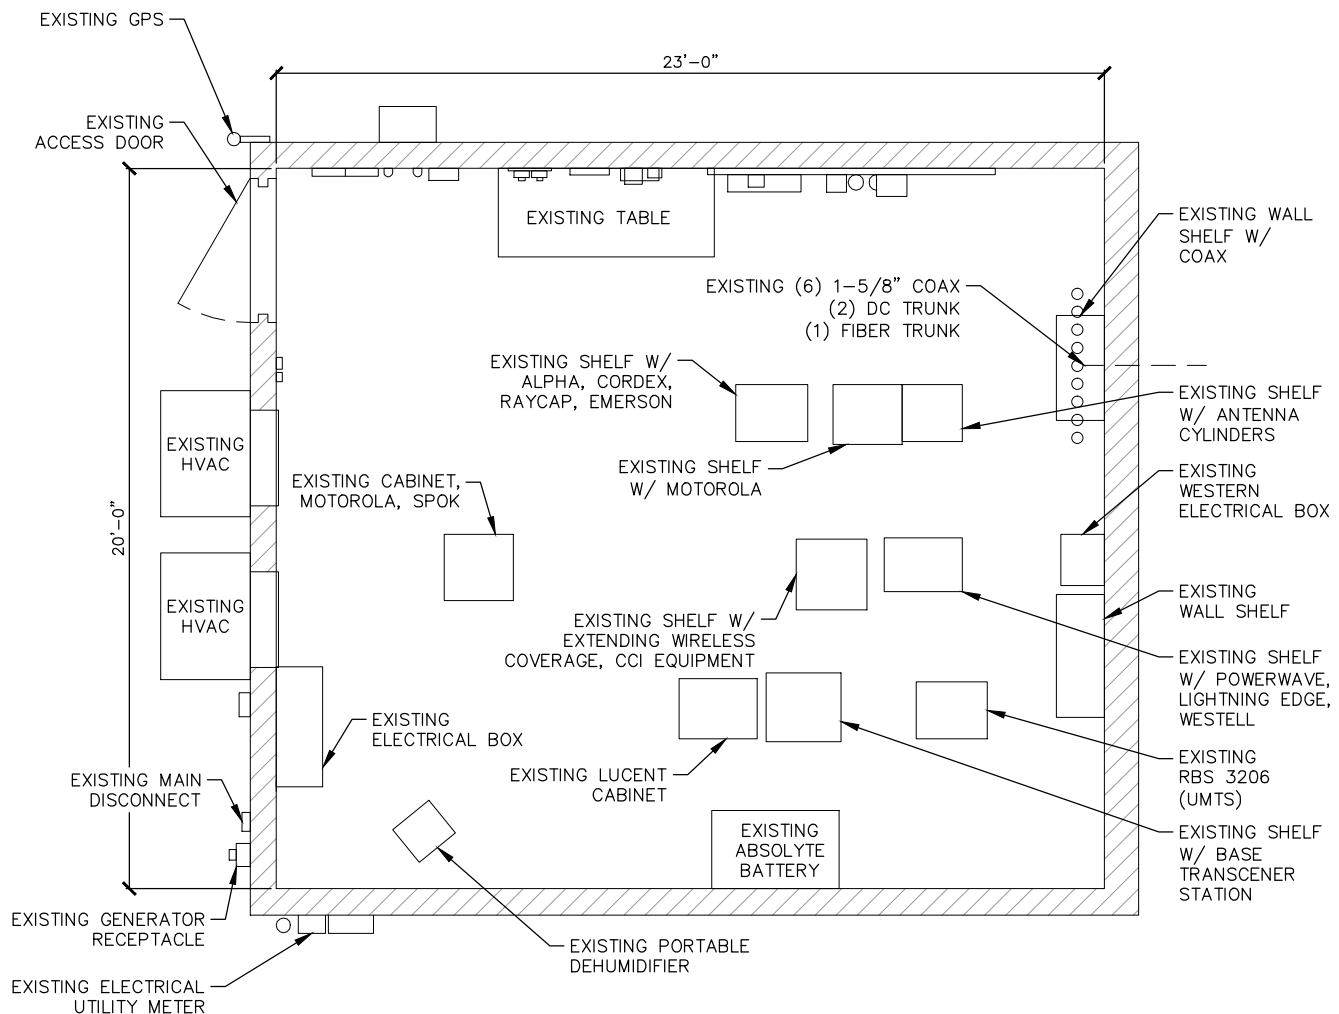 EXISTING GPS
23'-0"
EXISTING
ACCESS DOOR
EXISTING TABLE
EXISTING WALL
SHELF W/
COAX
EXISTING (6) 1-5/8" COAX
(2) DC TRUNK
(1) FIBER TRUNK
EXISTING SHELF W/
ALPHA, CORDEX,
RAYCAP, EMERSON
EXISTING SHELF
W/ ANTENNA
CYLINDERS
EXISTING
HVAC
EXISTING SHELF
W/ MOTOROLA
EXISTING CABINET,
MOTOROLA, SPOK
EXISTING
WESTERN
ELECTRICAL BOX
20'-0"
EXISTING
HVAC
EXISTING SHELF W/
EXTENDING WIRELESS
COVERAGE, CCI EQUIPMENT
EXISTING
WALL SHELF
EXISTING SHELF
W/ POWERWAVE,
LIGHTNING EDGE,
WESTELL
EXISTING
ELECTRICAL BOX
EXISTING LUCENT
CABINET
EXISTING
RBS 3206
(UMTS)
EXISTING MAIN
DISCONNECT
EXISTING
ABSOLYTE
BATTERY
EXISTING SHELF
W/ BASE
TRANSCENER
STATION
EXISTING GENERATOR
RECEPTACLE
EXISTING PORTABLE
DEHUMIDIFIER
EXISTING ELECTRICAL
UTILITY METER